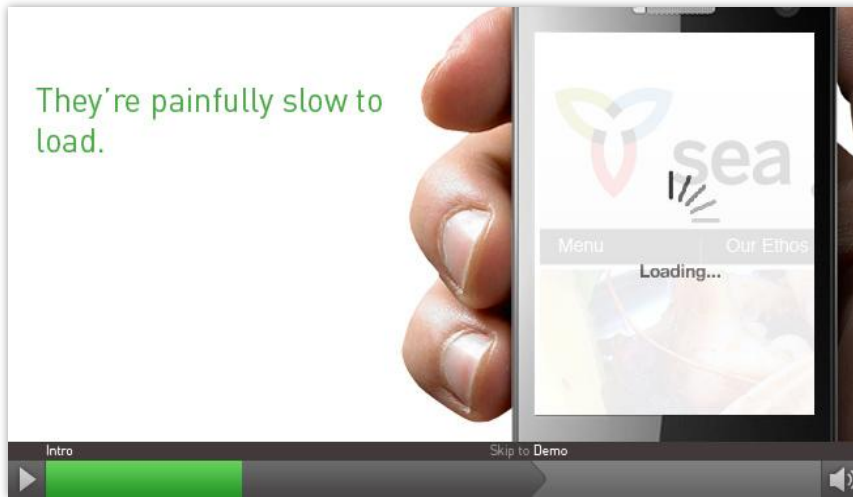 They're painfully slow to
load.
sea
Menu Our Ethos
Loading...
Intro Skip to Demo